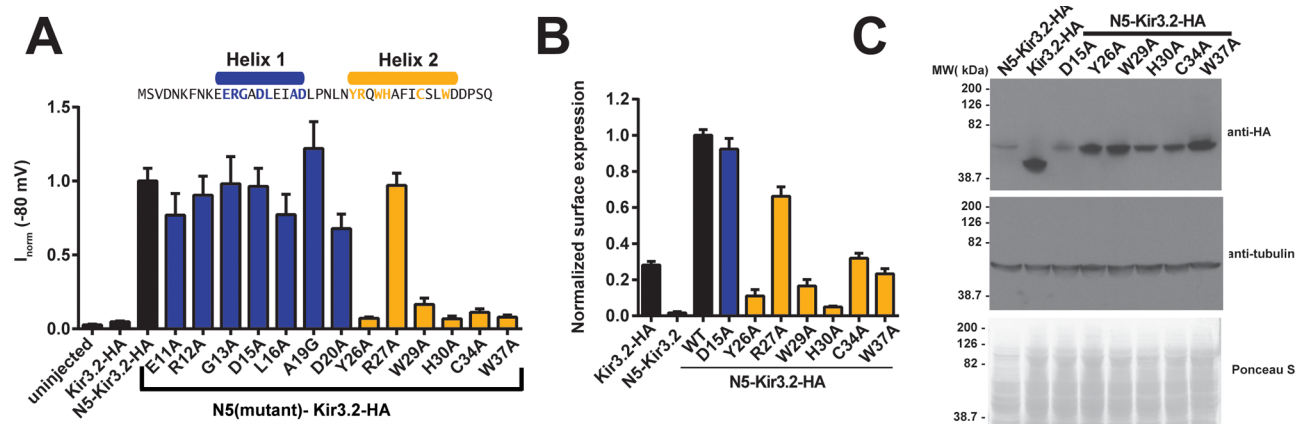 A
Helix 1 Helix 2
MSVDNKFNKEERGADLEIADLPNLNYRQWHAFICSLWDDPSQ
Inorm (-80 mV)
1.5
1.0
0.5
0.0
uninjected
Kir3.2-HA
N5-Kir3.2-HA
E11A
R12A
G13A
D15A
L16A
A19G
D20A
Y26A
R27A
W29A
H30A
C34A
W37A
N5(mutant)- Kir3.2-HA
B
Normalized surface expression
1.2
1.0
0.8
0.6
0.4
0.2
0.0
Kir3.2-HA
N5-Kir3.2
WT
D15A
Y26A
R27A
W29A
H30A
C34A
W37A
N5-Kir3.2-HA
C
N5-Kir3.2-HA
N5-Kir3.2-HA
Kir3.2-HA
D15A
Y26A
W29A
H30A
C34A
W37A
MW( kDa)
200 -
126 -
82 -
38.7 -
anti-HA
200 -
126 -
82 -
38.7 -
anti-tubulin
200 -
126 -
82 -
38.7 -
Ponceau S